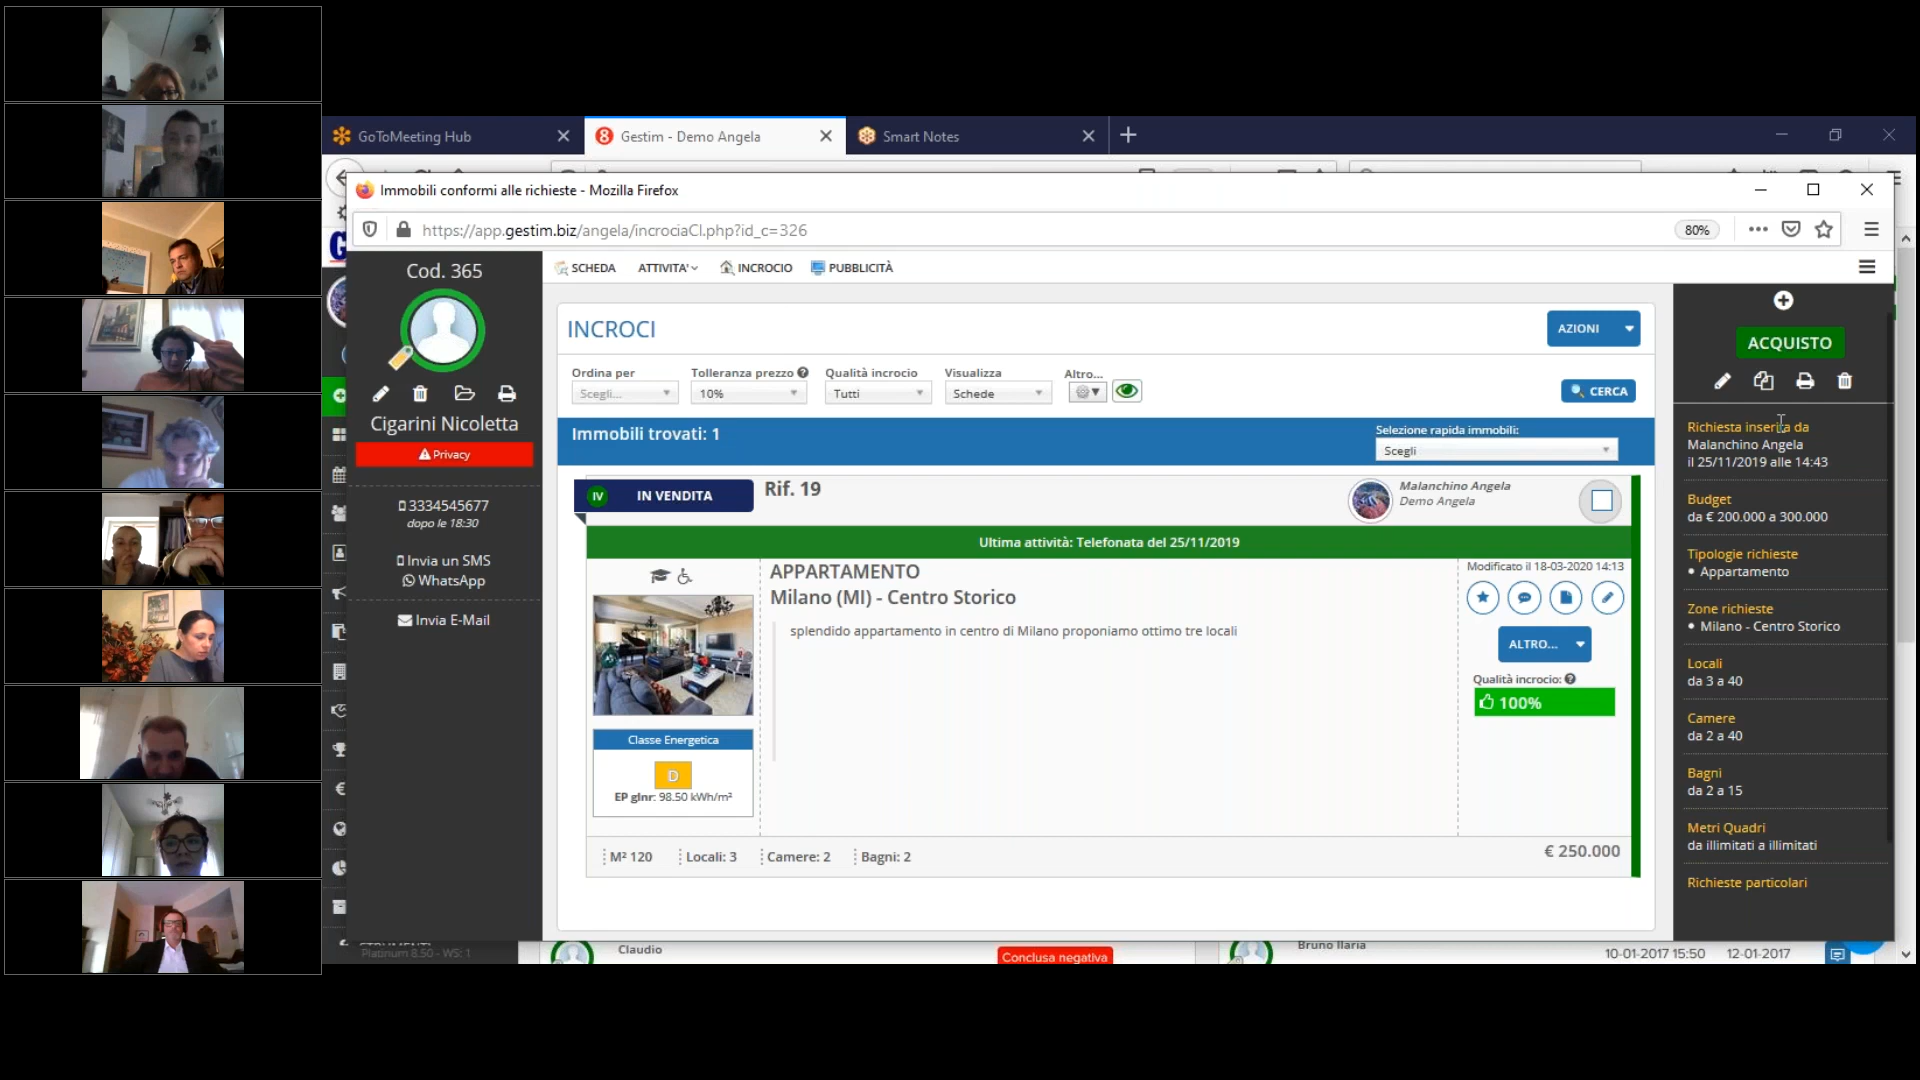 GoToMeeting Hub
Gestim - Demo Angela
Smart Notes
Immobili conformi alle richieste - Mozilla Firefox
https://app.gestim.biz/angela/incrociaCl.php?id_c=326
80%
Cod. 365
Cigarini Nicoletta
Privacy
3334545677
dopo le 18:30
Invia un SMS
WhatsApp
Invia E-Mail
SCHEDA
ATTIVITA'
INCROCIO
PUBBLICITÀ
INCROCI
AZIONI
Ordina per
Tolleranza prezzo
Qualità incrocio
Visualizza
Altro...
Scegli...
10%
Tutti
Schede
CERCA
Immobili trovati: 1
Selezione rapida immobili:
Scegli
IV
IN VENDITA
Rif. 19
Malanchino Angela
Demo Angela
Ultima attività: Telefonata del 25/11/2019
APPARTAMENTO
Milano (MI) - Centro Storico
splendido appartamento in centro di Milano proponiamo ottimo tre locali
Modificato il 18-03-2020 14:13
ALTRO...
Qualità incrocio:
100%
Classe Energetica
D
EP glnr: 98.50 kWh/m²
M² 120
Locali: 3
Camere: 2
Bagni: 2
€ 250.000
ACQUISTO
Richiesta inserita da
Malanchino Angela
il 25/11/2019 alle 14:43
Budget
da € 200.000 a 300.000
Tipologie richieste
• Appartamento
Zone richieste
• Milano - Centro Storico
Locali
da 3 a 40
Camere
da 2 a 40
Bagni
da 2 a 15
Metri Quadri
da illimitati a illimitati
Richieste particolari
Platinum 8.50 - WS: 1
Claudio
Conclusa negativa
Bruno Ilaria
10-01-2017 15:50
12-01-2017